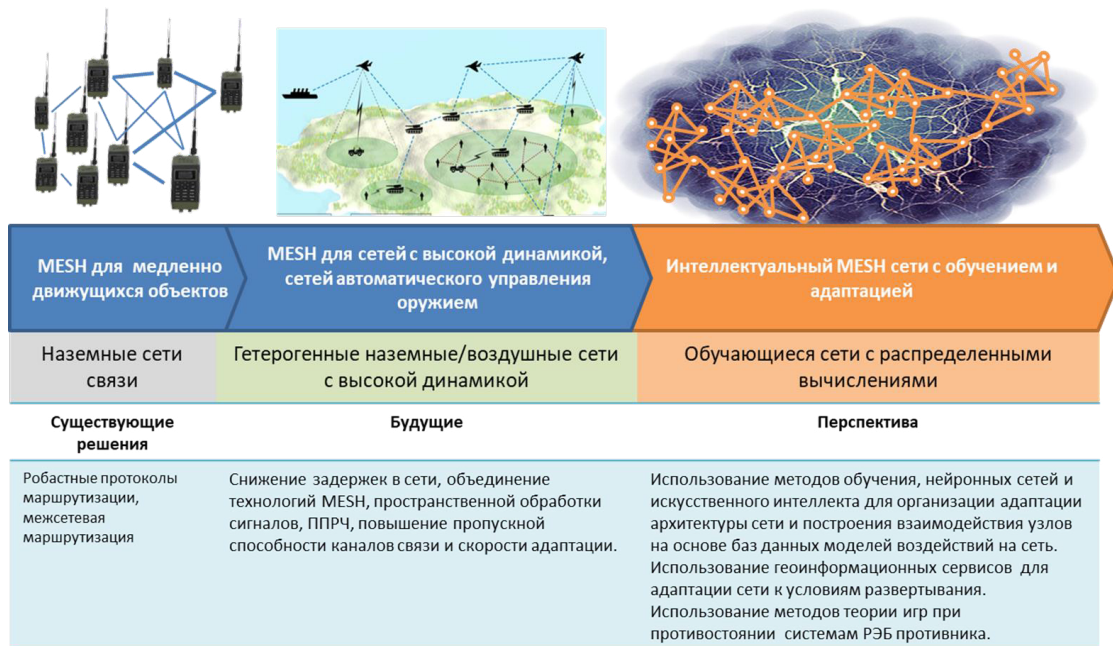 MESH для медленно
движущихся объектов
MESH для сетей с высокой динамикой,
сетей автоматического управления
оружием
Интеллектуальный MESH сети с обучением и
адаптацией
Наземные сети
связи
Гетерогенные наземные/воздушные сети
с высокой динамикой
Обучающиеся сети с распределенными
вычислениями
Существующие
решения
Будущие
Перспектива
Робастные протоколы
маршрутизации,
межсетевая
маршрутизация
Снижение задержек в сети, объединение
технологий MESH, пространственной обработки
сигналов, ППРЧ, повышение пропускной
способности каналов связи и скорости адаптации.
Использование методов обучения, нейронных сетей и
искусственного интеллекта для организации адаптации
архитектуры сети и построения взаимодействия узлов
на основе баз данных моделей воздействий на сеть.
Использование геоинформационных сервисов для
адаптации сети к условиям развертывания.
Использование методов теории игр при
противостоянии системам РЭБ противника.